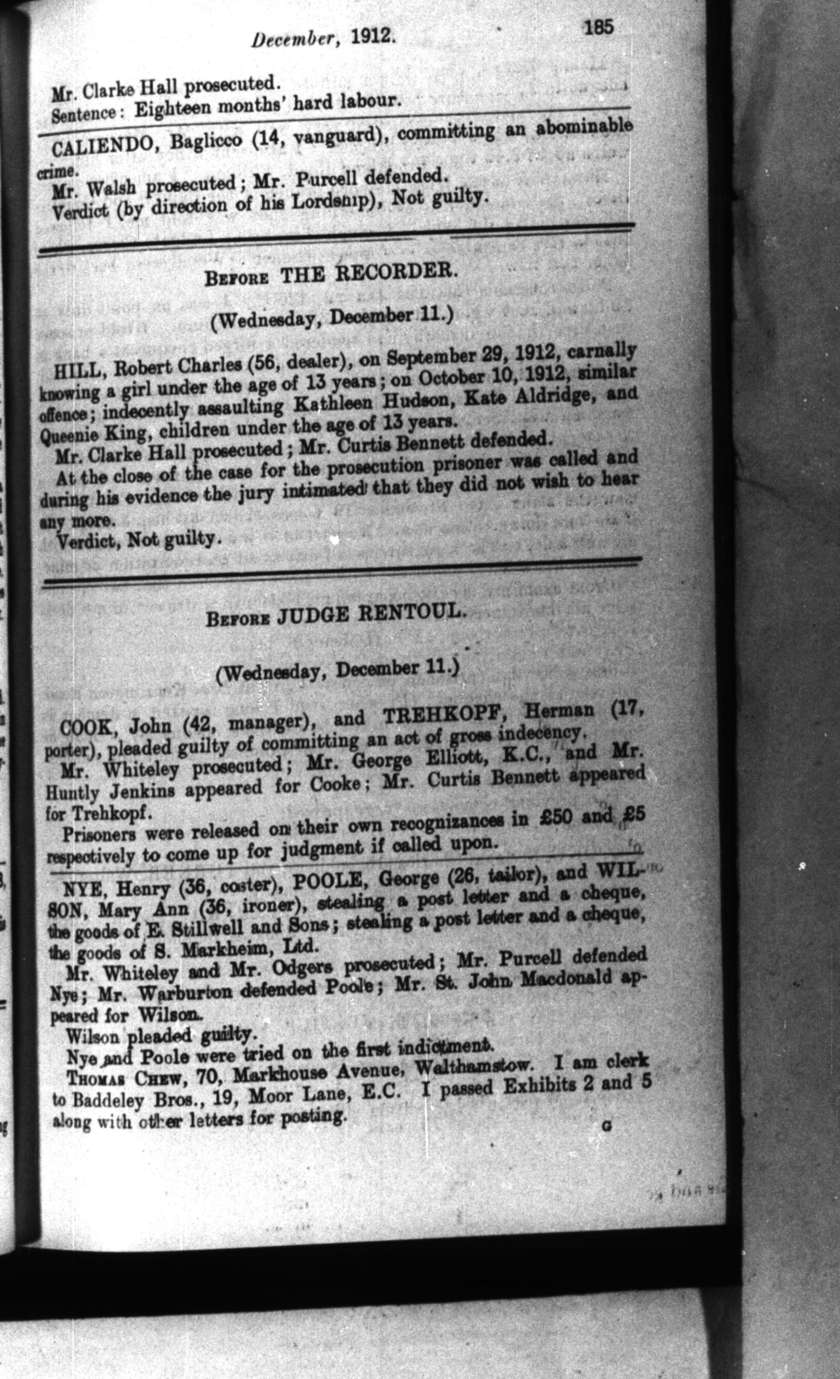 December, 1912. 185
Mr. Clarke Hall prosecuted.
Sentence: Eighteen months' hard labour.
CALIENDO, Baglicco (14, vanguard), committing an abominable
crime.
Mr. Walsh prosecuted; Mr. Purcell defended.
Verdict (by direction of his Lordship), Not guilty.
BEFORE THE RECORDER.
(Wednesday, December 11.)
HILL, Robert Charles (56, dealer), on September 29, 1912, carnally
knowing a girl under the age of 13 years; on October 10, 1912, similar
offence; indecently assaulting Kathleen Hudson, Kate Aldridge, and
Queenie King, children under the age of 13 years.
Mr. Clarke Hall prosecuted; Mr. Curtis Bennett defended.
At the close of the case for the prosecution prisoner was called and
during his evidence the jury intimated that they did not wish to hear
any more.
Verdict, Not guilty.
BEFORE JUDGE RENTOUL.
(Wednesday, December 11.)
COOK, John (42, manager), and TREHKOPF, Herman (17,
porter), pleaded guilty of committing an act of gross indecency.
Mr. Whiteley prosecuted; Mr. George Elliott, K.C., and Mr.
Huntly Jenkins appeared for Cooke; Mr. Curtis Bennett appeared
for Trehkopf.
Prisoners were released on their own recognizances in £50 and £5
respectively to come up for judgment if called upon.
NYE, Henry (36, coster), POOLE, George (26, tailor), and WIL-
SON, Mary Ann (36, ironer), stealing a post letter and a cheque,
the goods of E. Stillwell and Sons; stealing a post letter and a cheque,
the goods of S. Markheim, Ltd.
Mr. Whiteley and Mr. Odgers prosecuted; Mr. Purcell defended
Nye; Mr. Warburton defended Poole; Mr. St. John Macdonald ap-
peared for Wilson.
Wilson pleaded guilty.
Nye and Poole were tried on the first indictment.
THOMAS CHEW, 70, Markhouse Avenue, Walthamstow. I am clerk
to Baddeley Bros., 19, Moor Lane, E.C. I passed Exhibits 2 and 5
along with other letters for posting.
G